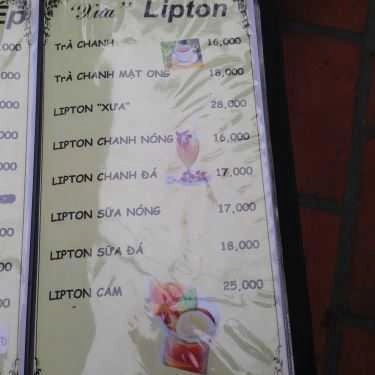 ÉP "Xưa" Lipton
TRÀ CHANH 16,000
TRÀ CHANH MẬT ONG 18,000
LIPTON "XƯA" 28,000
LIPTON CHANH NÓNG 16,000
LIPTON CHANH ĐÁ 17,000
LIPTON SỮA NÓNG 17,000
LIPTON SỮA ĐÁ 18,000
LIPTON CAM 25,000